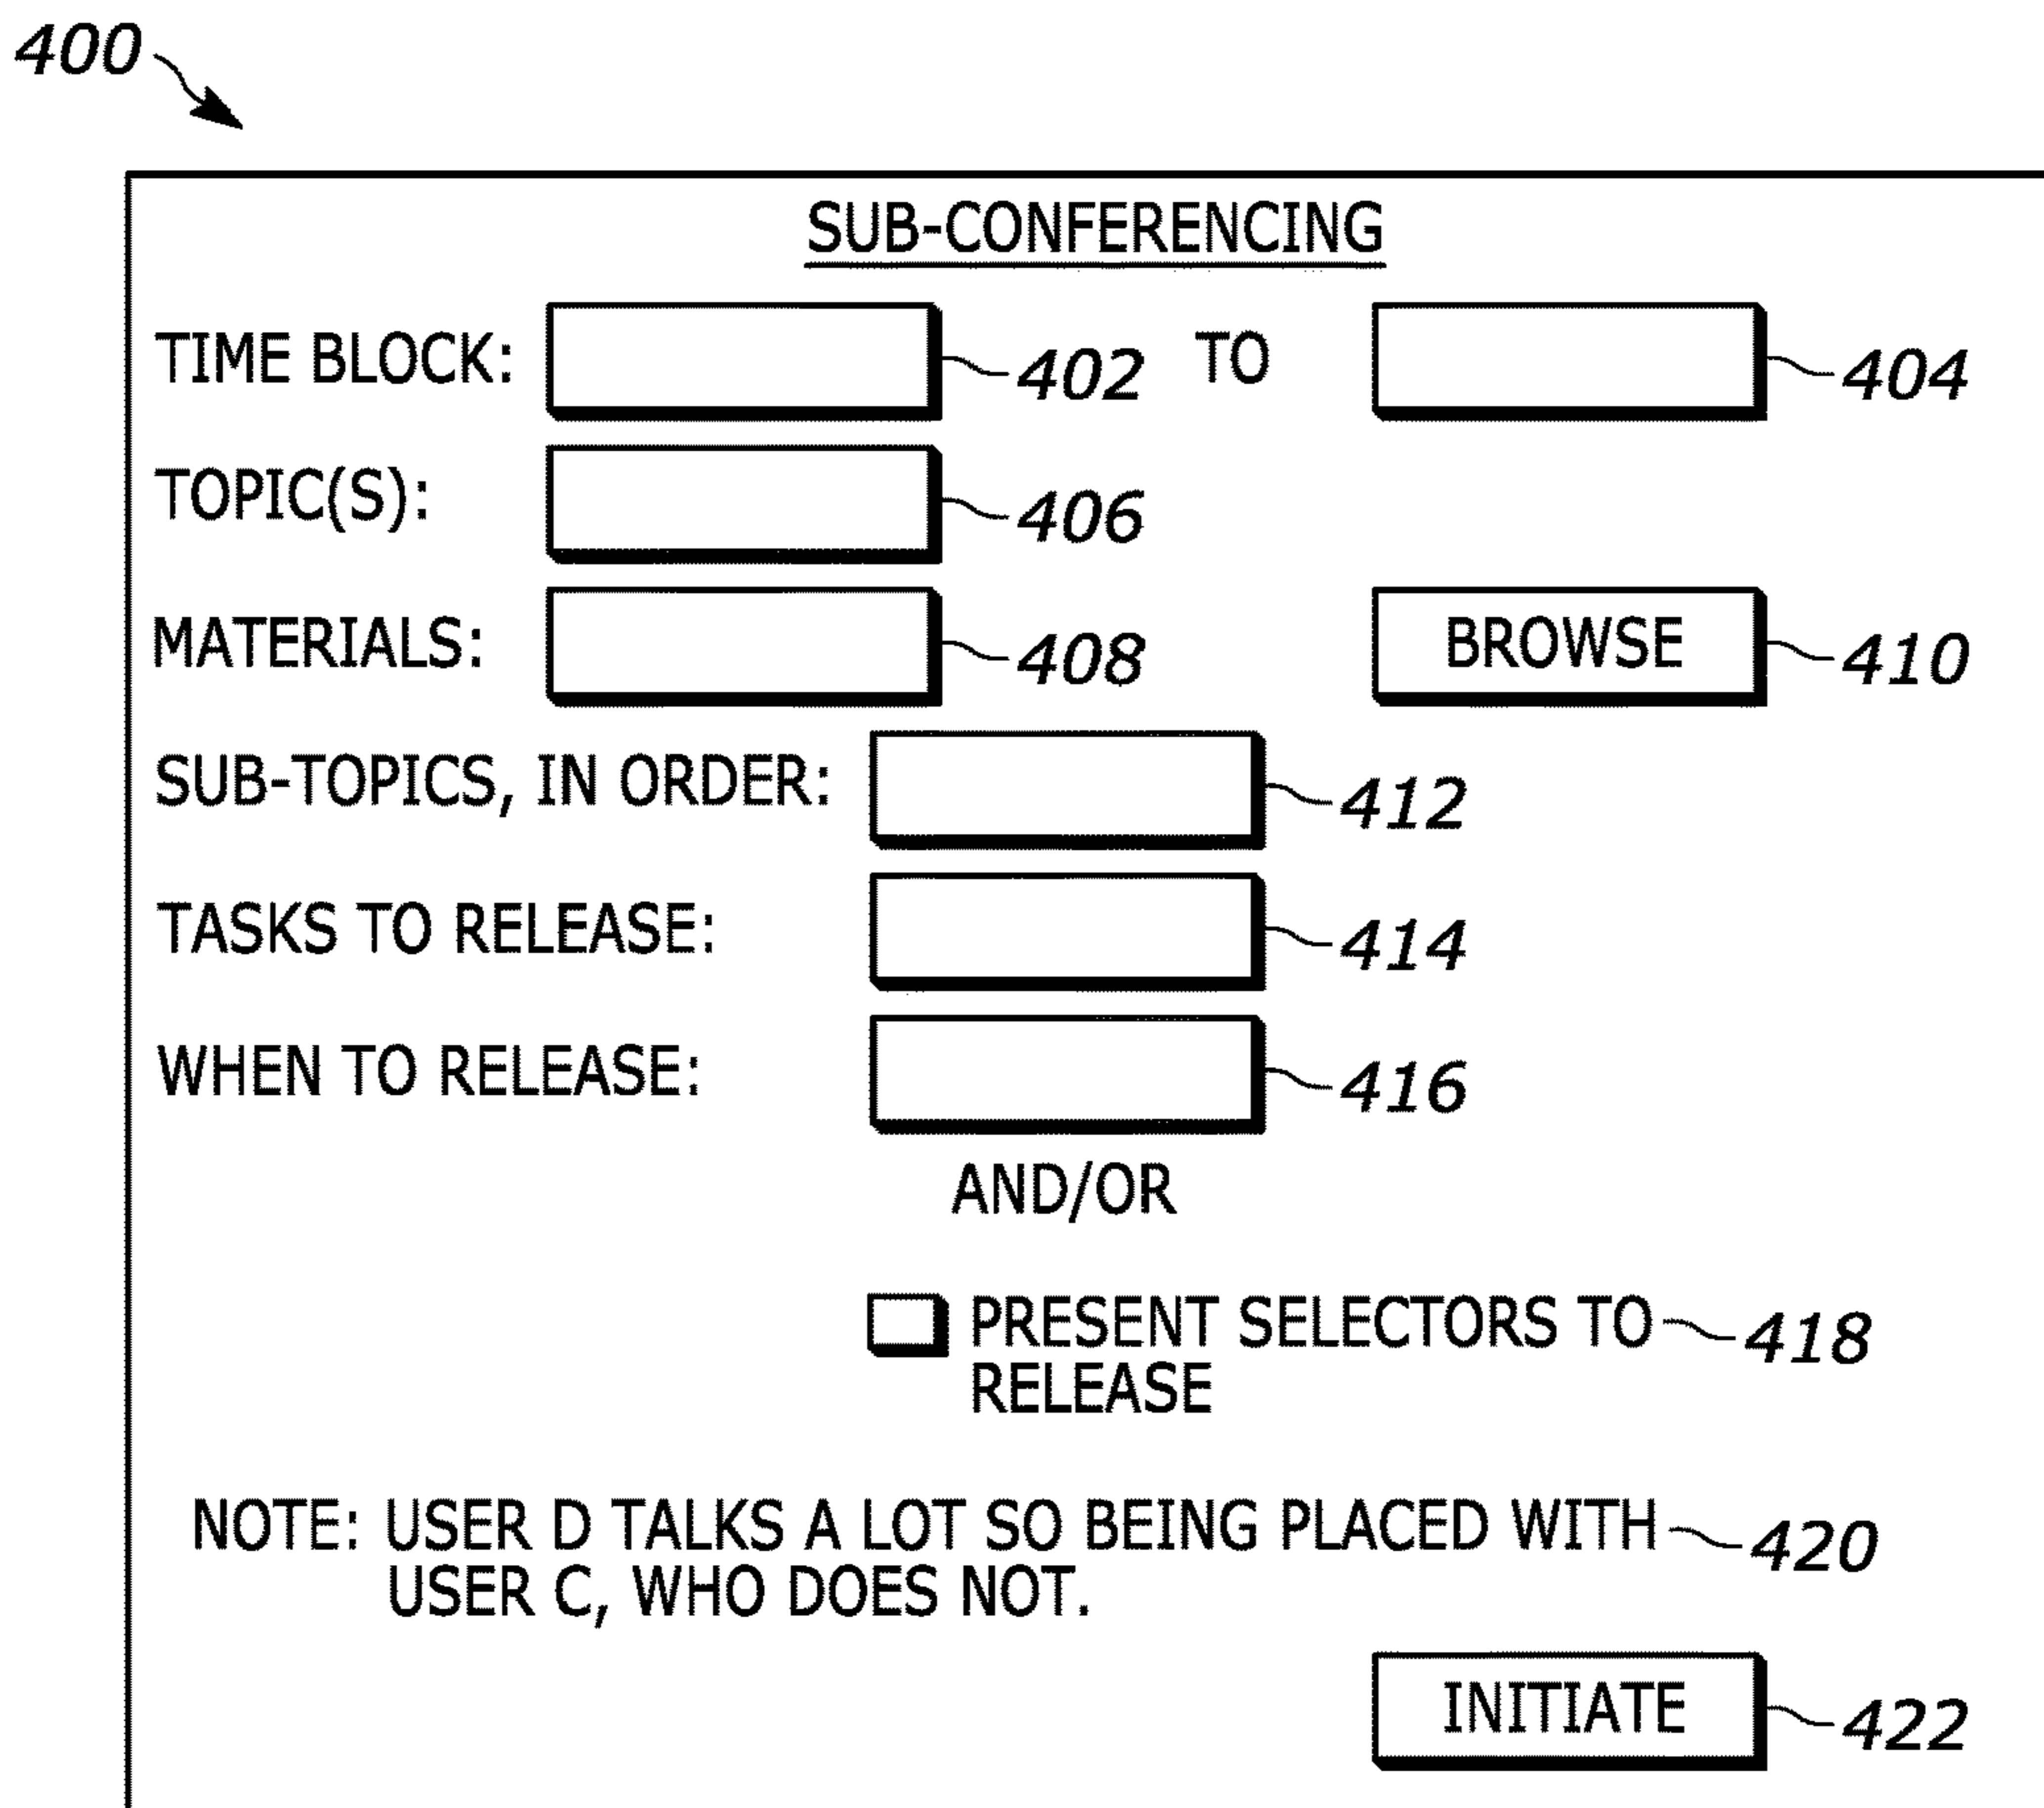 400
SUB-CONFERENCING
TIME BLOCK: 402 TO 404
TOPIC(S): 406
MATERIALS: 408 BROWSE 410
SUB-TOPICS, IN ORDER: 412
TASKS TO RELEASE: 414
WHEN TO RELEASE: 416
AND/OR
PRESENT SELECTORS TO 418
RELEASE
NOTE: USER D TALKS A LOT SO BEING PLACED WITH 420
USER C, WHO DOES NOT.
INITIATE 422